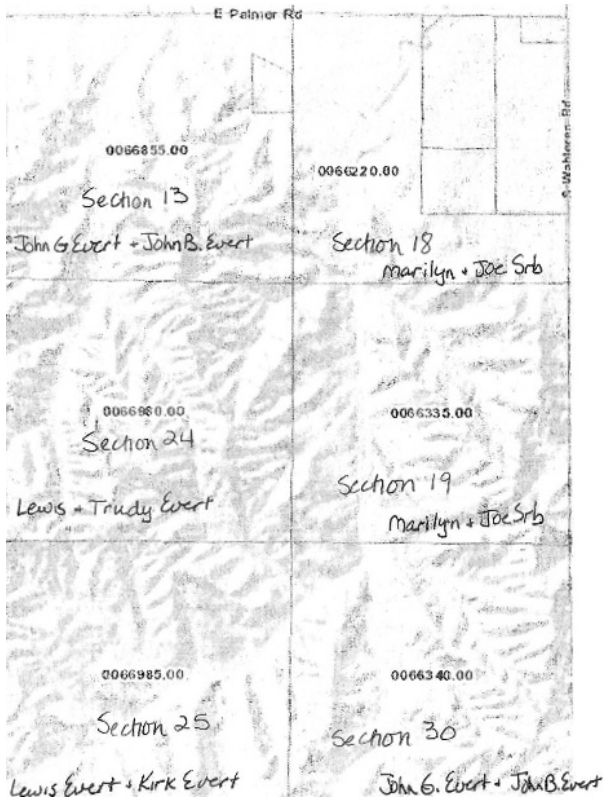 E Palmer Rd
S Wahlgren Rd
0066855.00
0066220.00
Section 13
Section 18
John G Evert + John B. Evert
Marilyn + Joe Srb
0066980.00
0066335.00
Section 24
Section 19
Lewis + Trudy Evert
Marilyn + Joe Srb
0066985.00
0066340.00
Section 25
Section 30
Lewis Evert + Kirk Evert
John G. Evert + John B. Evert